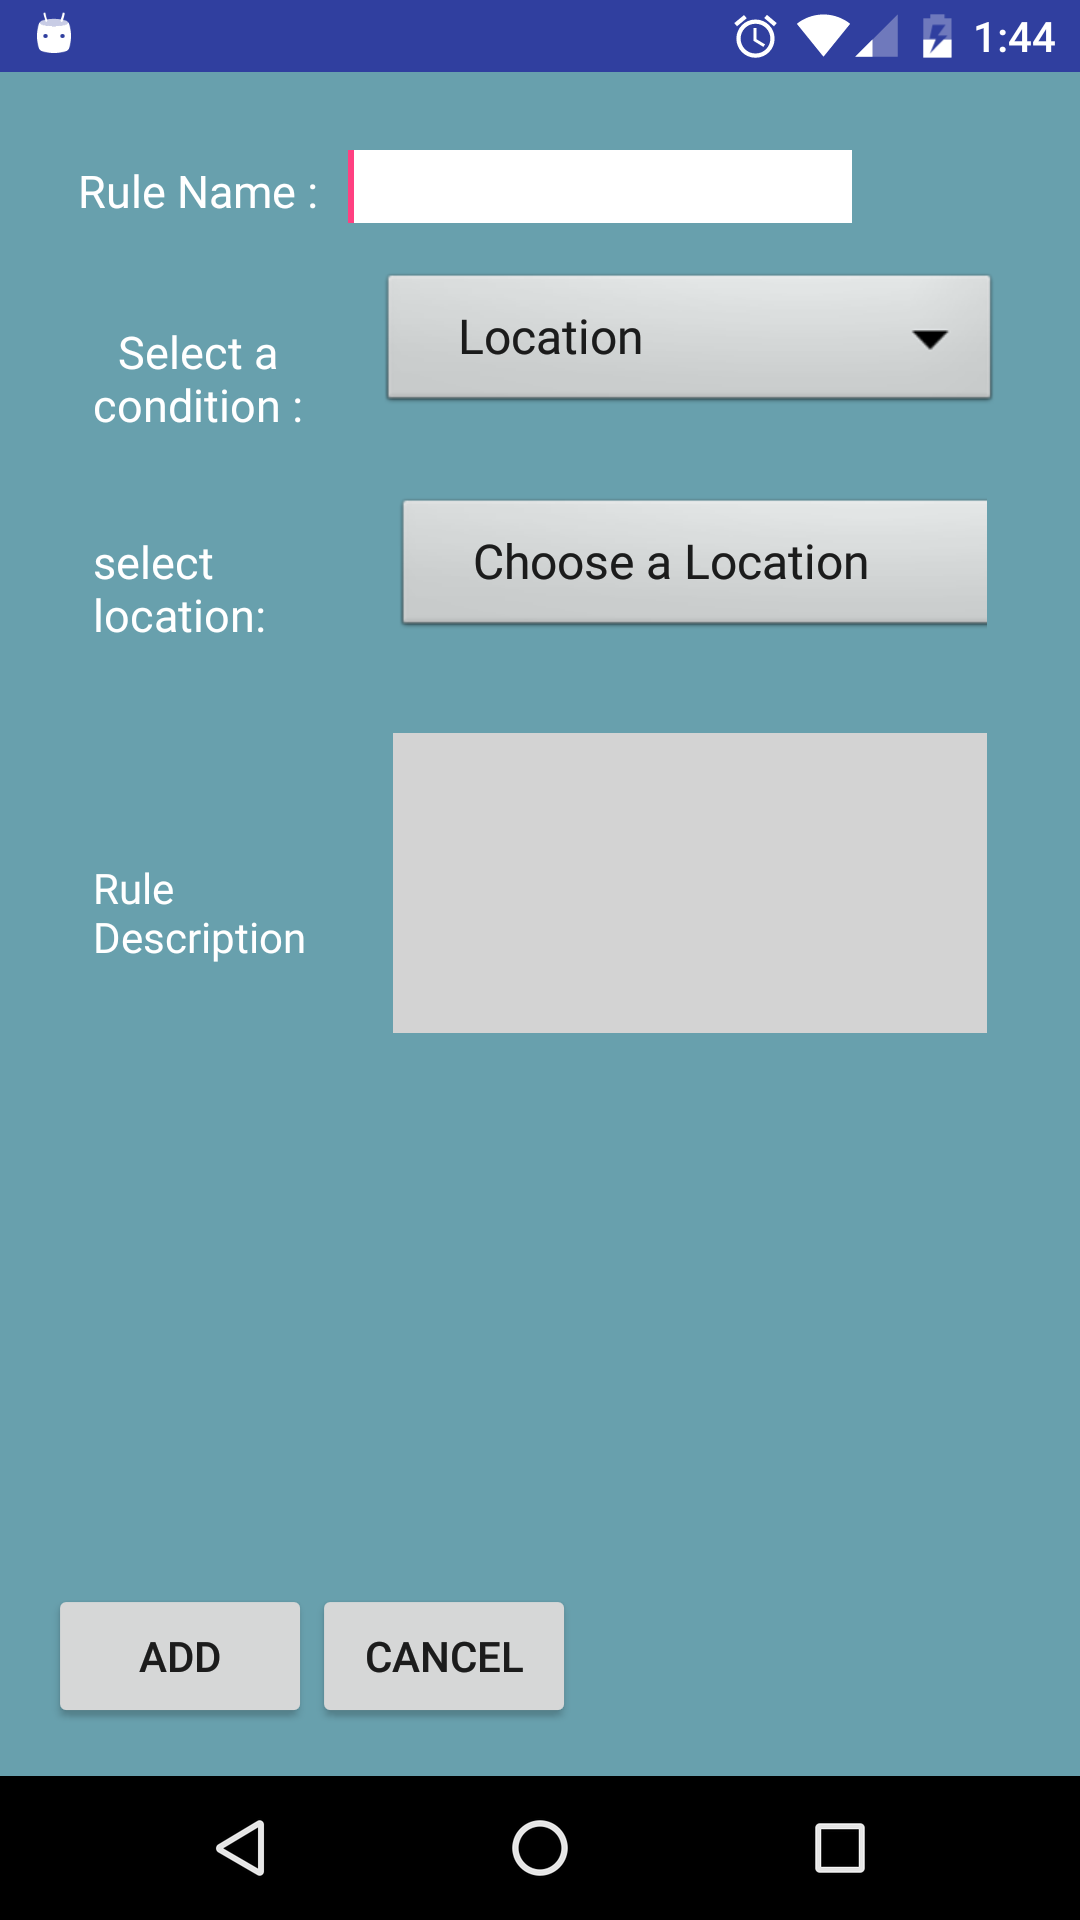 1:44
Rule Name :
Location
Select a
condition :
Choose a Location
select
location:
Rule
Description
ADD
CANCEL